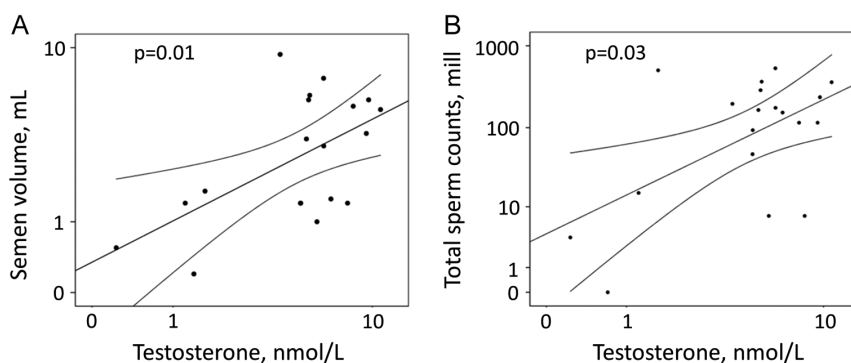 A
p=0.01
Semen volume, mL
10
1
0
0 1 10
Testosterone, nmol/L
B
p=0.03
Total sperm counts, mill
1000
100
10
1
0
0 1 10
Testosterone, nmol/L